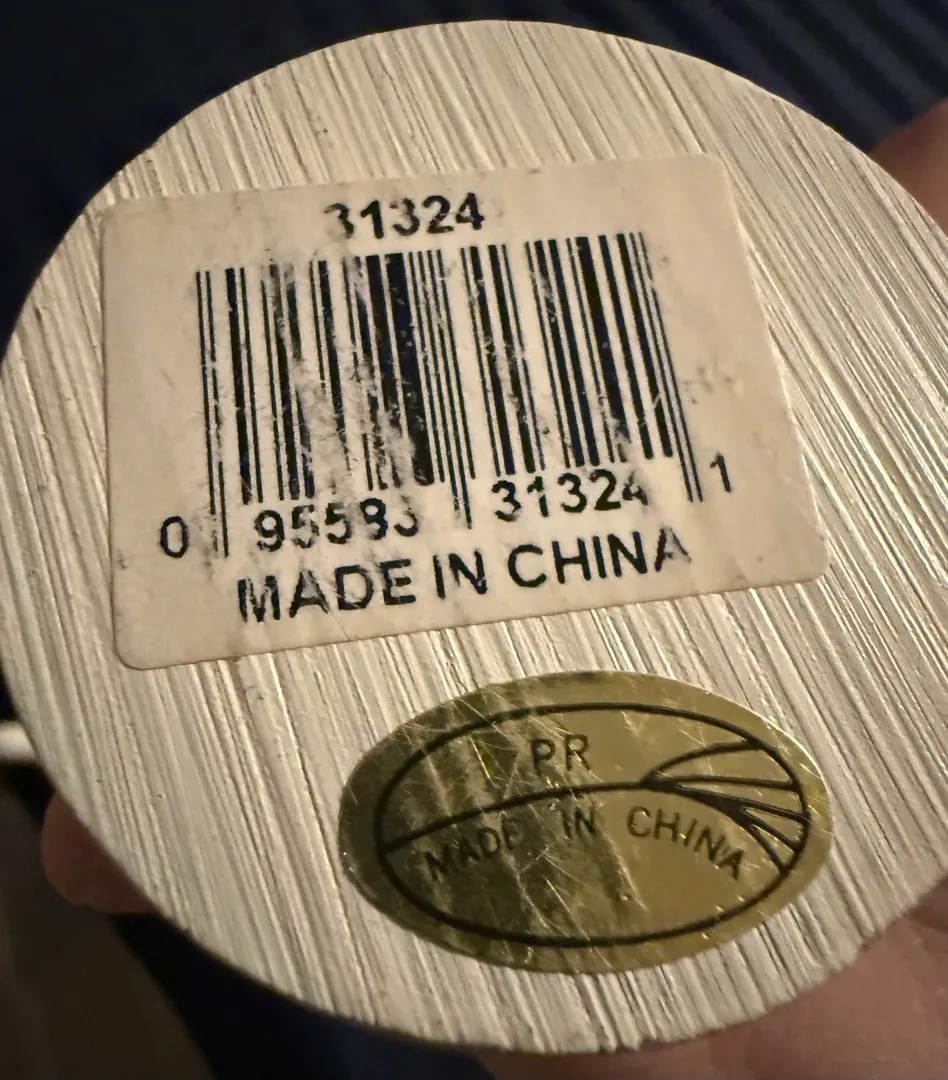 31324
0 95583 31324 1
MADE IN CHINA
PR
MADE IN CHINA